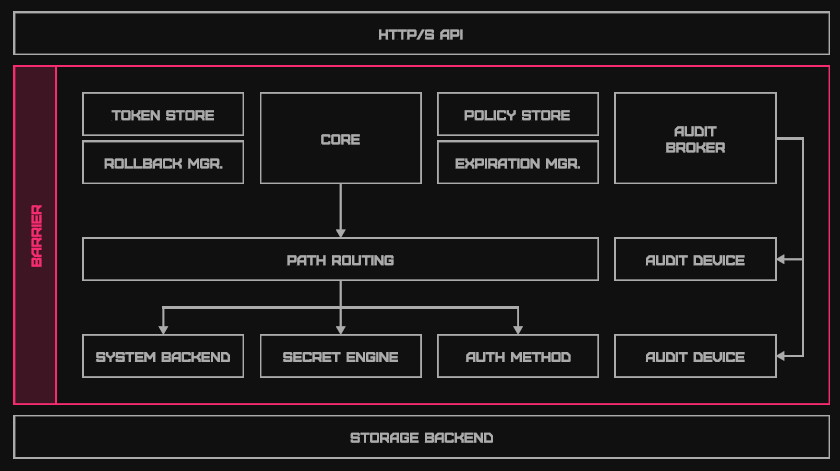 HTTP/S API
BARRIER
TOKEN STORE
CORE
POLICY STORE
AUDIT
BROKER
ROLLBACK MGR.
EXPIRATION MGR.
PATH ROUTING
AUDIT DEVICE
SYSTEM BACKEND
SECRET ENGINE
AUTH METHOD
AUDIT DEVICE
STORAGE BACKEND